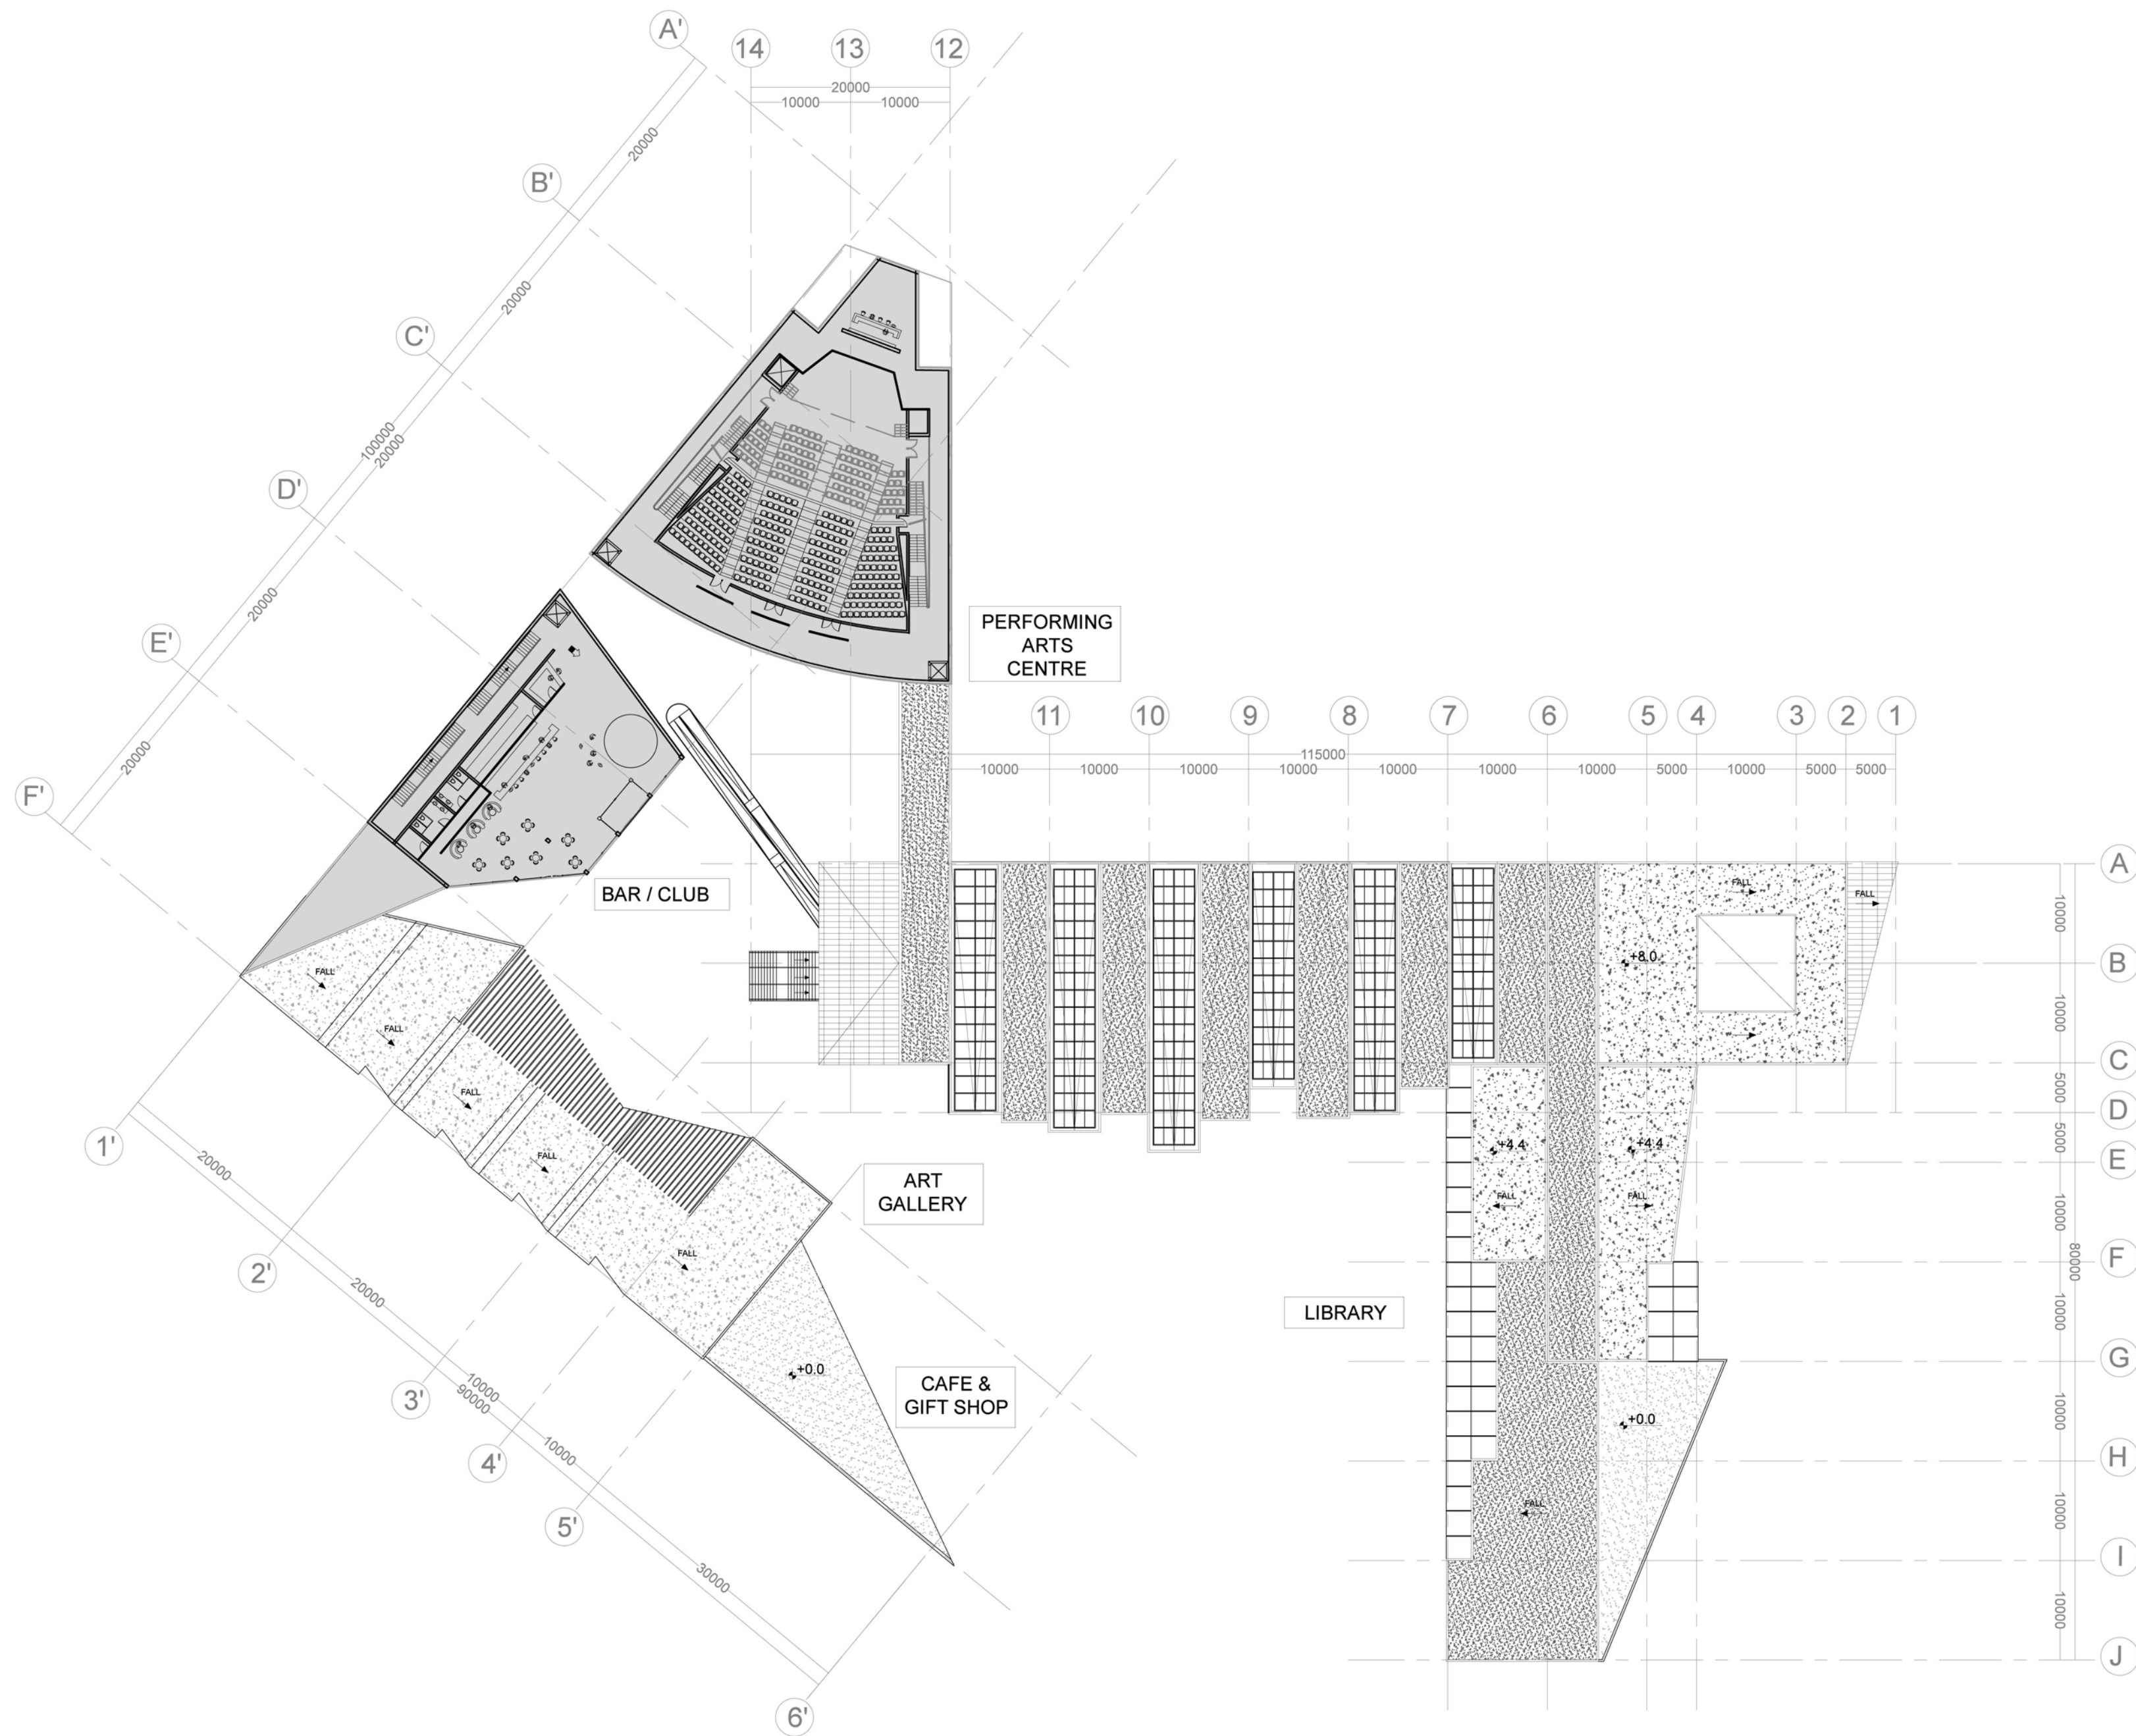 A'
14
13
12
20000
10000
10000
20000
B'
20000
C'
100000
20000
D'
20000
E'
20000
F'
PERFORMING
ARTS
CENTRE
11
10
9
8
7
6
5
4
3
2
1
115000
10000
10000
10000
10000
10000
10000
10000
5000
10000
5000
5000
BAR / CLUB
A
FALL
FALL
10000
+8.0
B
10000
C
5000
D
5000
+4.4
+4.4
E
FALL
FALL
10000
F
80000
10000
G
10000
+0.0
H
10000
FALL
I
10000
J
LIBRARY
FALL
FALL
FALL
FALL
FALL
ART
GALLERY
+0.0
CAFE &
GIFT SHOP
1'
20000
2'
20000
10000
90000
3'
10000
4'
5'
30000
6'